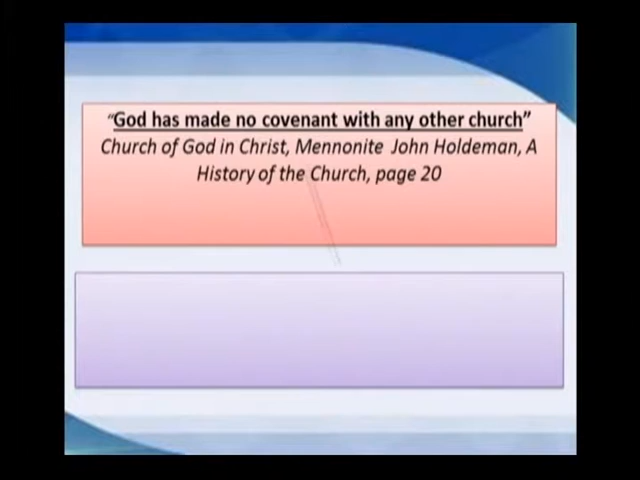 “God has made no covenant with any other church”
Church of God in Christ, Mennonite  John Holdeman, A
History of the Church, page 20